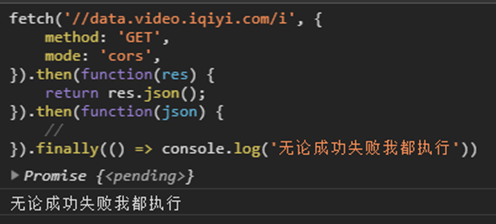 fetch('//data.video.iqiyi.com/i', {
    method: 'GET',
    mode: 'cors',
}).then(function(res) {
    return res.json();
}).then(function(json) {
    //
}).finally(() => console.log('无论成功失败我都执行'))
▶ Promise {<pending>}
无论成功失败我都执行